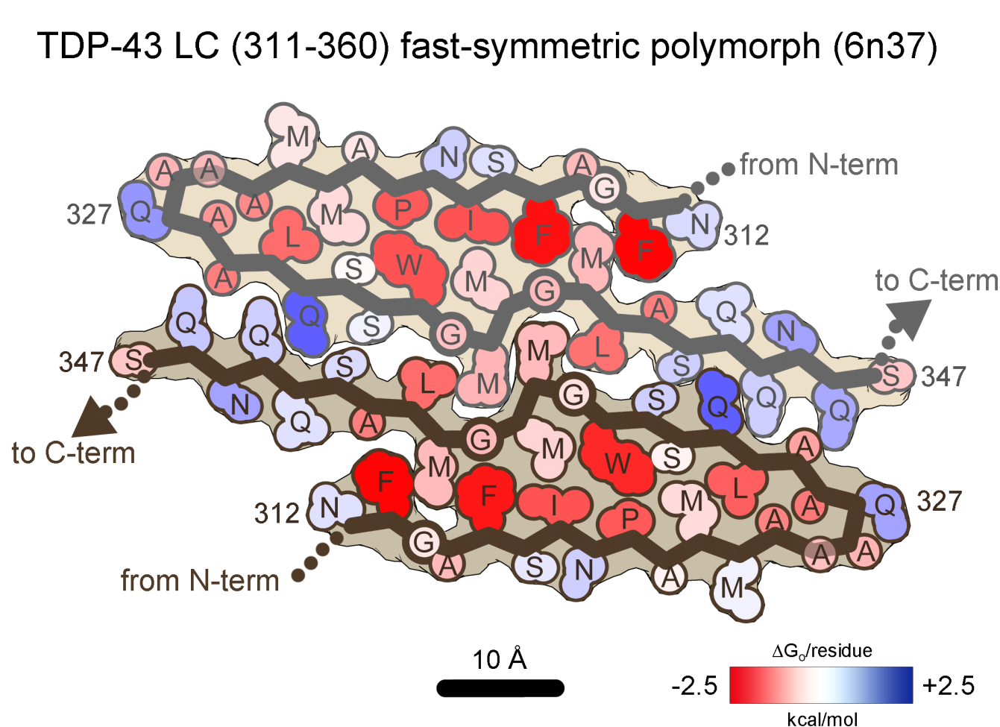 TDP-43 LC (311-360) fast-symmetric polymorph (6n37)
M
A
N
S
A
from N-term
A
A
G
327
Q
A
A
M
P
I
F
N
312
L
F
S
W
M
M
to C-term
A
G
A
Q
N
Q
Q
Q
S
G
L
347
S
S
M
M
S
S
347
N
Q
L
G
S
Q
Q
Q
A
to C-term
G
M
A
M
W
S
F
F
L
312
N
I
P
M
A
A
Q
327
G
A
S
N
A
A
from N-term
A
M
10 Å
ΔGo/residue
-2.5
+2.5
kcal/mol